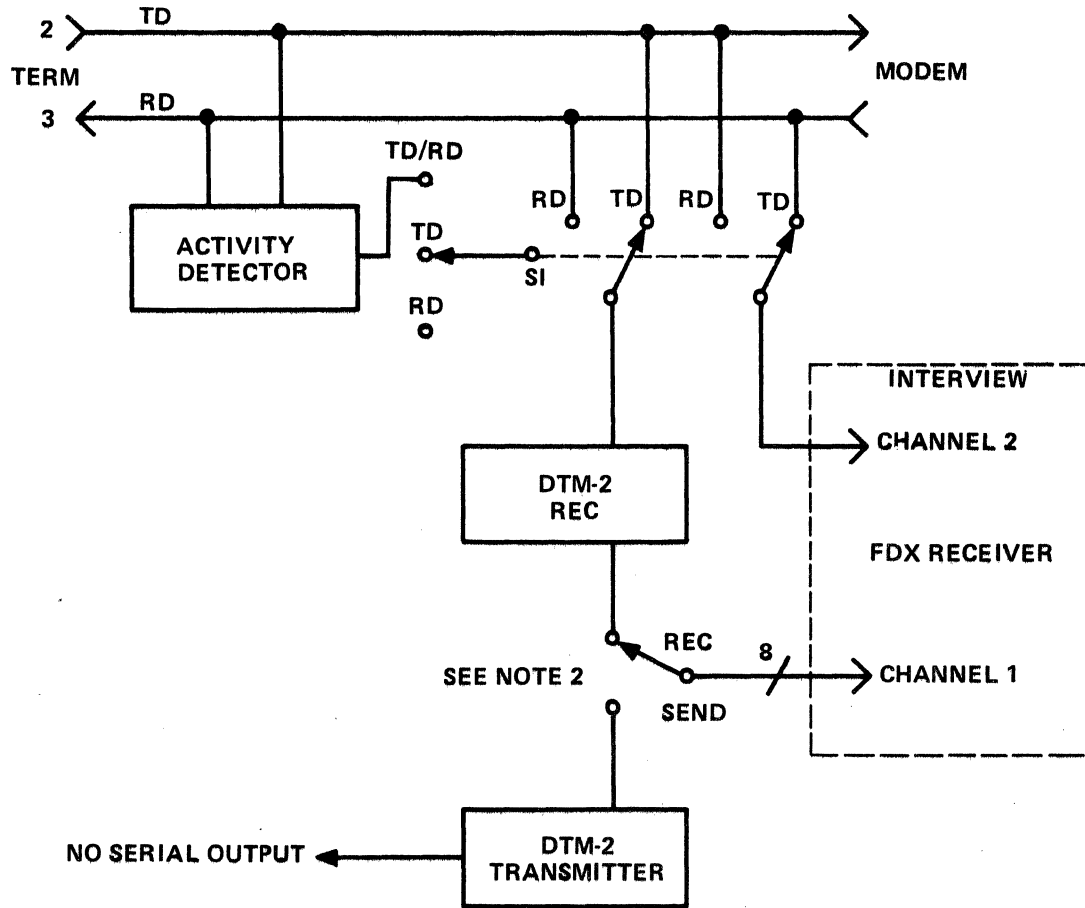 2
TD
TERM
MODEM
3
RD
TD/RD
RD
TD
RD
TD
ACTIVITY
DETECTOR
TD
SI
RD
INTERVIEW
CHANNEL 2
DTM-2
REC
FDX RECEIVER
REC
8
SEE NOTE 2
CHANNEL 1
SEND
NO SERIAL OUTPUT
DTM-2
TRANSMITTER